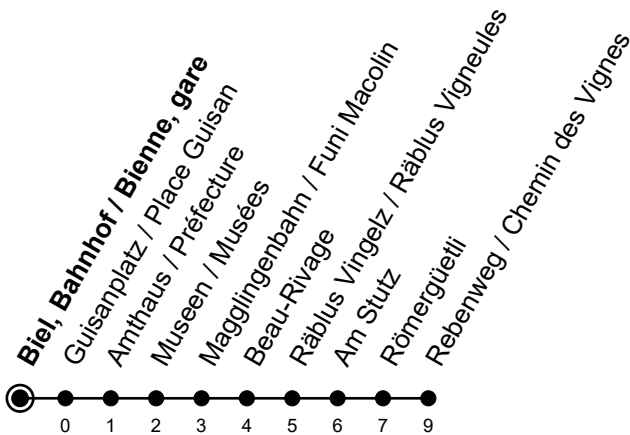 Biel, Bahnhof / Bienne, gare
Guisanplatz / Place Guisan
Amthaus / Préfecture
Museen / Musées
Magglingenbahn / Funi Macolin
Beau-Rivage
Räblus Vingelz / Räblus Vigneules
Am Stutz
Römergüetli
Rebenweg / Chemin des Vignes
0 1 2 3 4 5 6 7 9